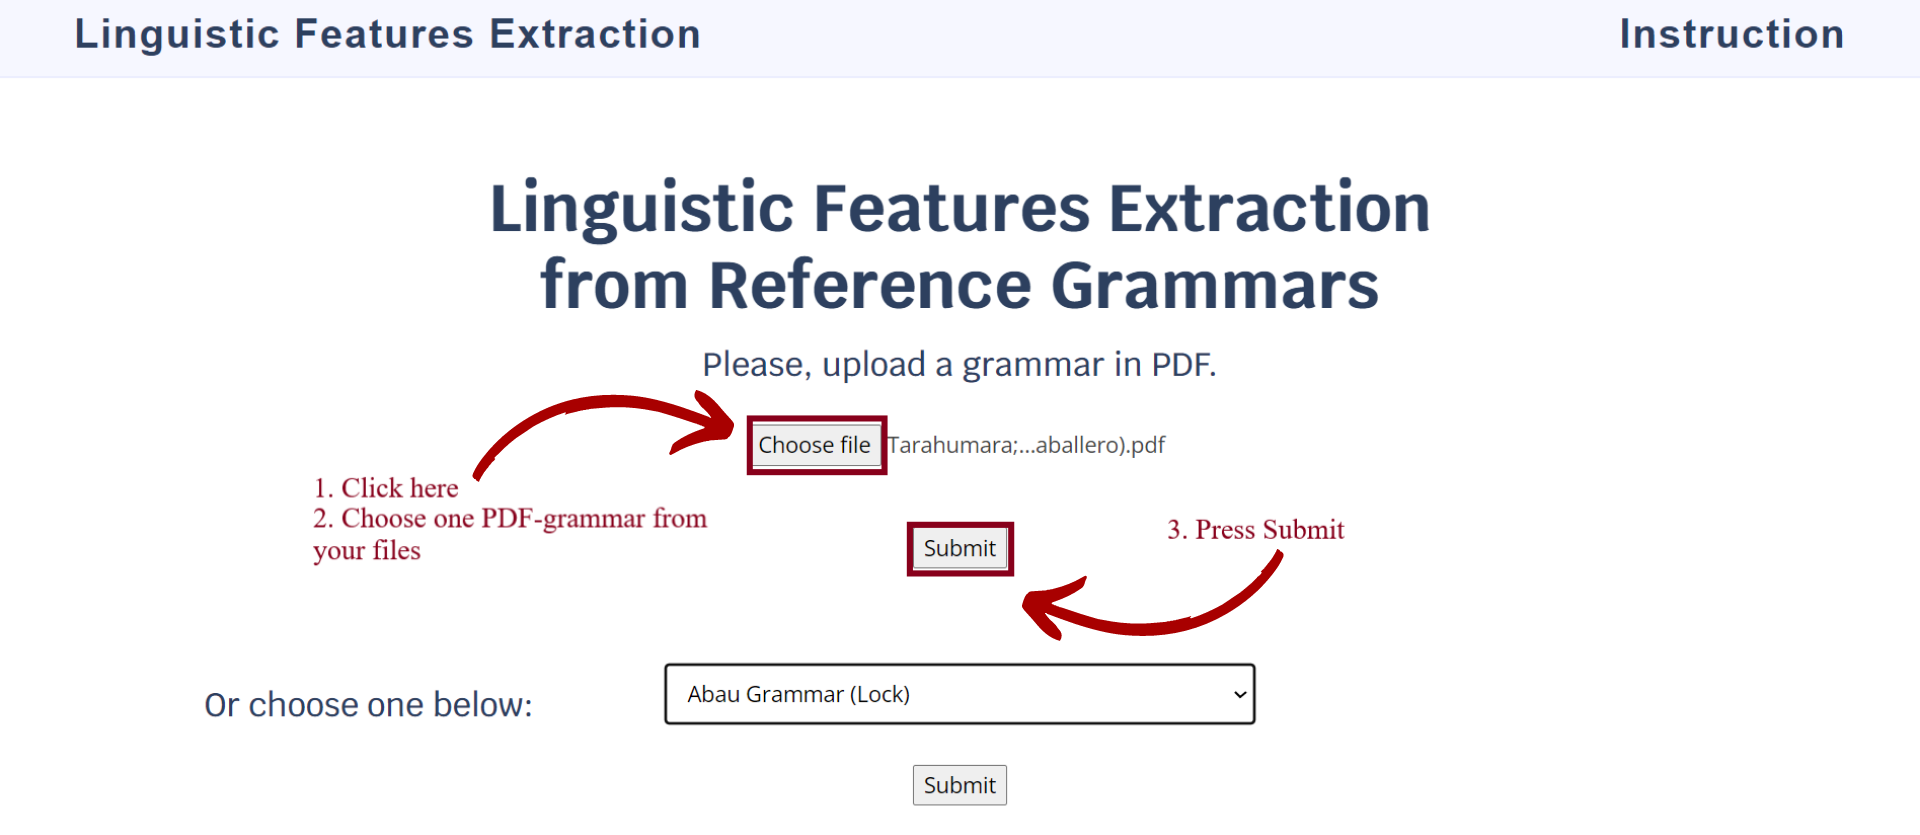 Linguistic Features Extraction
Instruction
Linguistic Features Extraction
from Reference Grammars
Please, upload a grammar in PDF.
Choose file Tarahumara;...aballero).pdf
1. Click here
2. Choose one PDF-grammar from
your files
Submit
3. Press Submit
Or choose one below:
Abau Grammar (Lock)
Submit